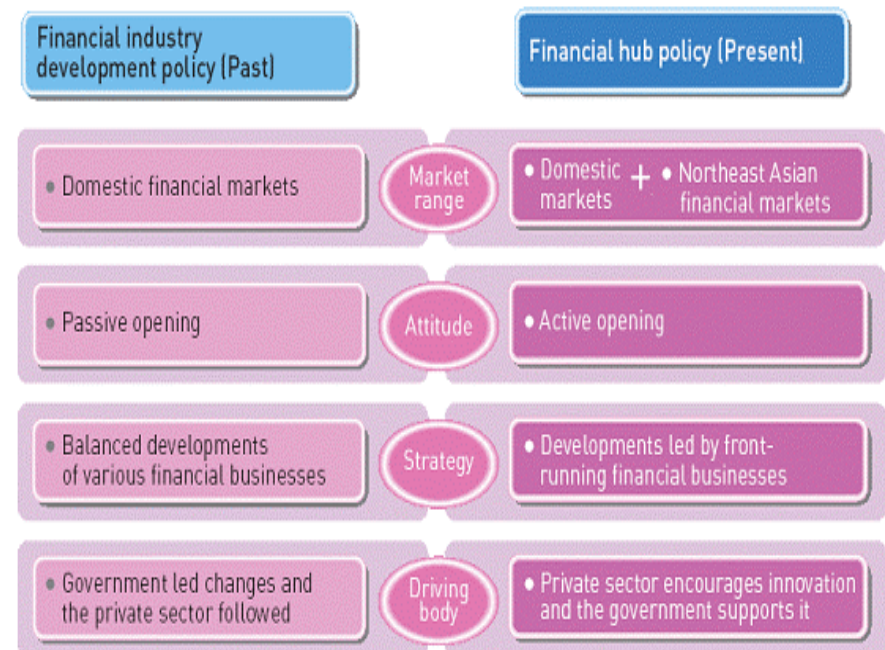 Financial industry
development policy (Past)
Financial hub policy (Present)
• Domestic financial markets
Market
range
• Domestic
markets
+
• Northeast Asian
financial markets
• Passive opening
Attitude
• Active opening
• Balanced developments
of various financial businesses
Strategy
• Developments led by front-
running financial businesses
• Government led changes and
the private sector followed
Driving
body
• Private sector encourages innovation
and the government supports it